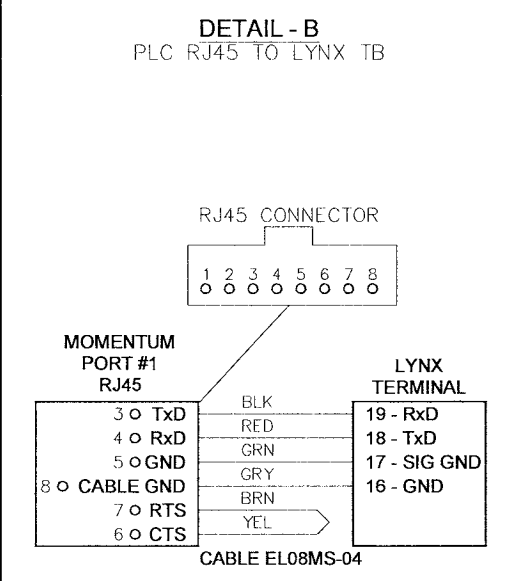 DETAIL - B
PLC RJ45 TO LYNX TB
RJ45 CONNECTOR
1 2 3 4 5 6 7 8
MOMENTUM
PORT #1
RJ45
LYNX
TERMINAL
3 TxD BLK 19 - RxD
4 RxD RED 18 - TxD
5 GND GRN 17 - SIG GND
8 CABLE GND GRY 16 - GND
7 RTS BRN
6 CTS YEL
CABLE EL08MS-04